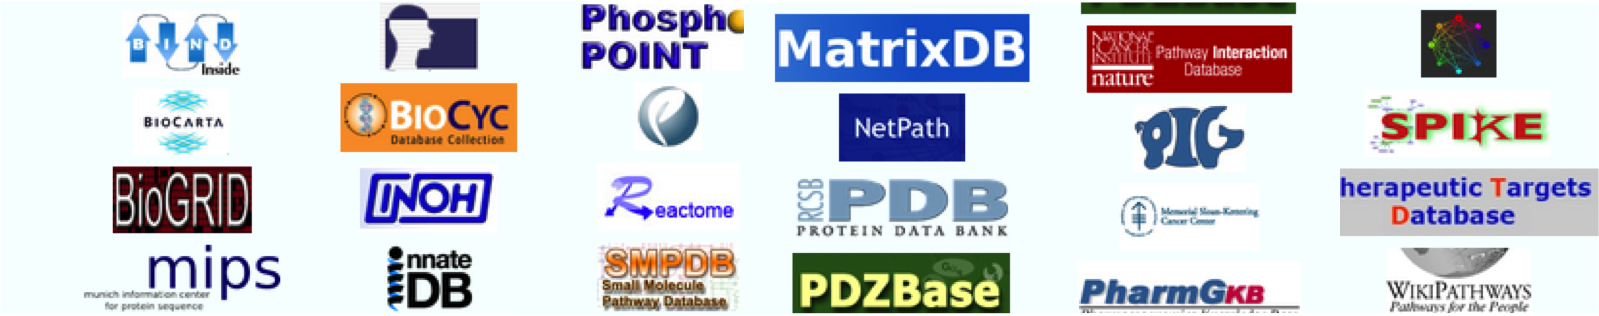 BIND
Inside
Phosph
POINT
MatrixDB
NATIONAL
CANCER
INSTITUTE
nature
Pathway Interaction
Database
BIOCARTA
BIOCYC
Database Collection
NetPath
PIG
SPIKE
BioGRID
INOH
Reactome
RCSB
PDB
PROTEIN DATA BANK
Memorial Sloan-Kettering
Cancer Center
herapeutic Targets
Database
mips
munich information center
for protein sequence
innate
DB
SMPDB
Small Molecule
Pathway Database
PDZBase
PharmGKB
WIKIPATHWAYS
Pathways for the People